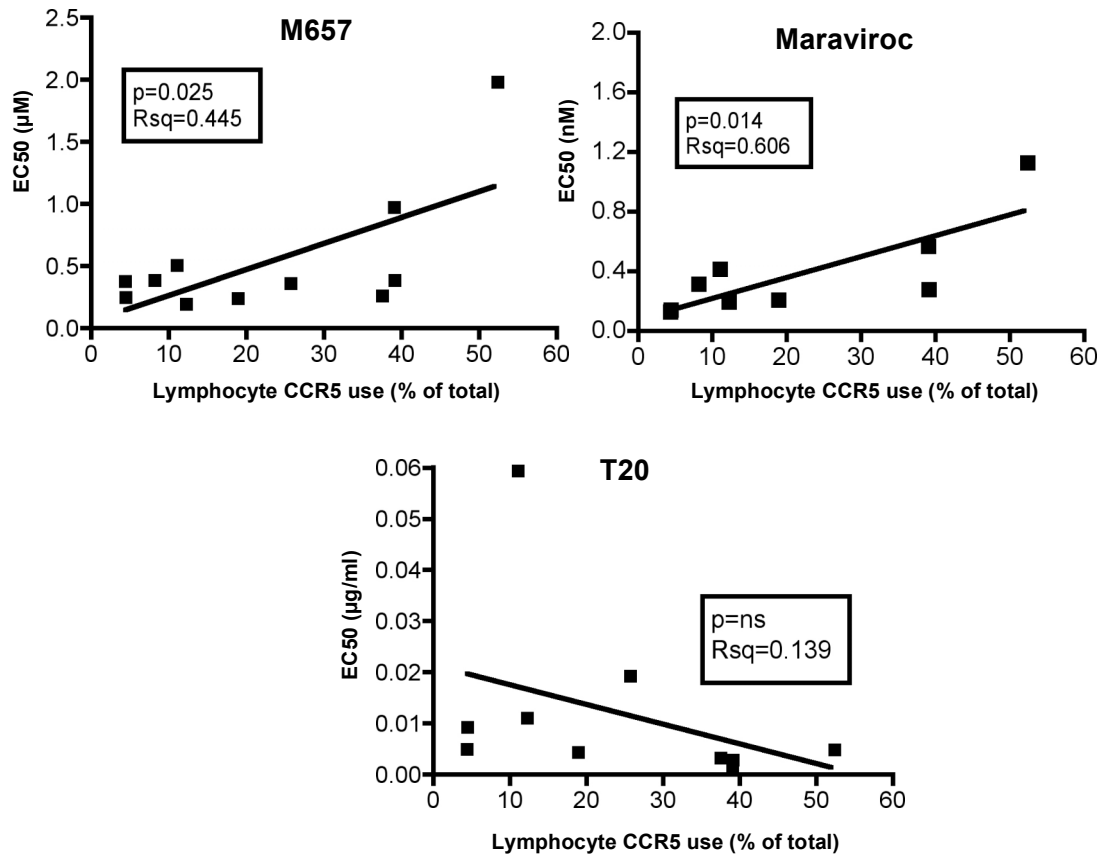 M657
p=0.025
Rsq=0.445
EC50 (µM)
2.5
2.0
1.5
1.0
0.5
0.0
0 10 20 30 40 50 60
Lymphocyte CCR5 use (% of total)
Maraviroc
p=0.014
Rsq=0.606
EC50 (nM)
2.0
1.6
1.2
0.8
0.4
0.0
0 10 20 30 40 50 60
Lymphocyte CCR5 use (% of total)
T20
p=ns
Rsq=0.139
EC50 (µg/ml)
0.06
0.05
0.04
0.03
0.02
0.01
0.00
0 10 20 30 40 50 60
Lymphocyte CCR5 use (% of total)